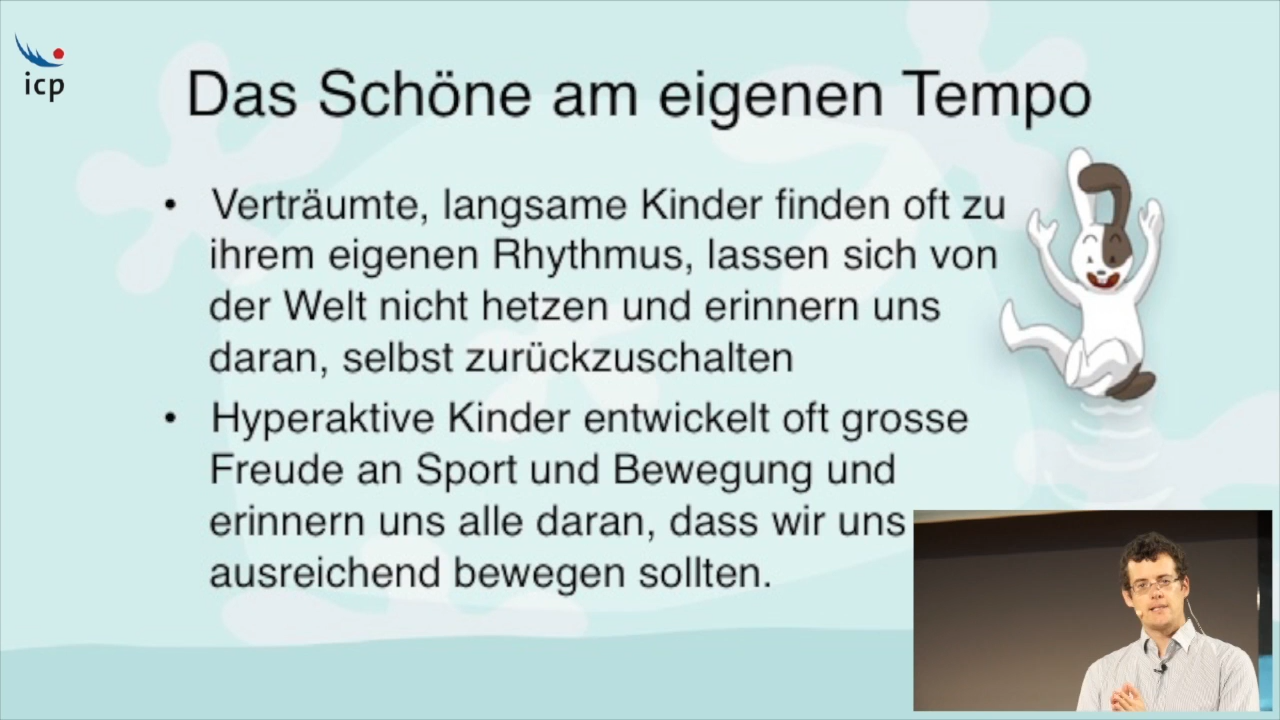 icp
Das Schöne am eigenen Tempo
• Verträumte, langsame Kinder finden oft zu
ihrem eigenen Rhythmus, lassen sich von
der Welt nicht hetzen und erinnern uns
daran, selbst zurückzuschalten
• Hyperaktive Kinder entwickelt oft grosse
Freude an Sport und Bewegung und
erinnern uns alle daran, dass wir uns
ausreichend bewegen sollten.